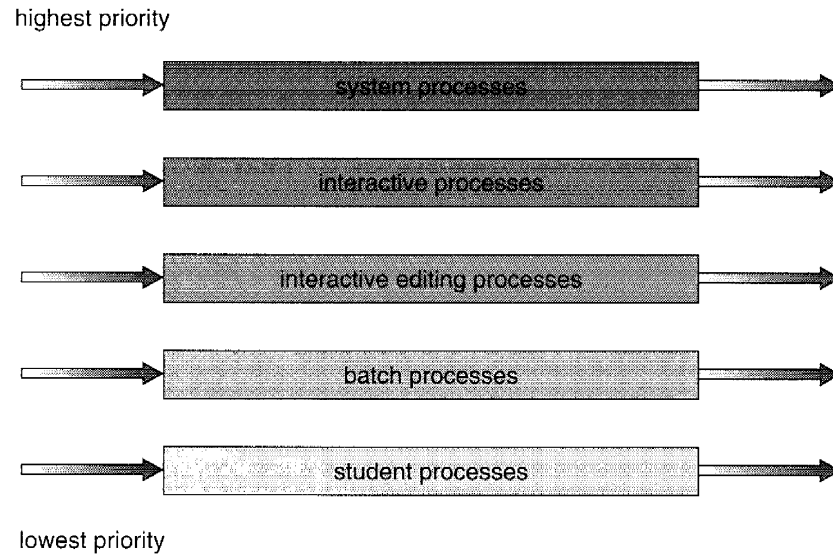 highest priority
system processes
interactive processes
interactive editing processes
batch processes
student processes
lowest priority